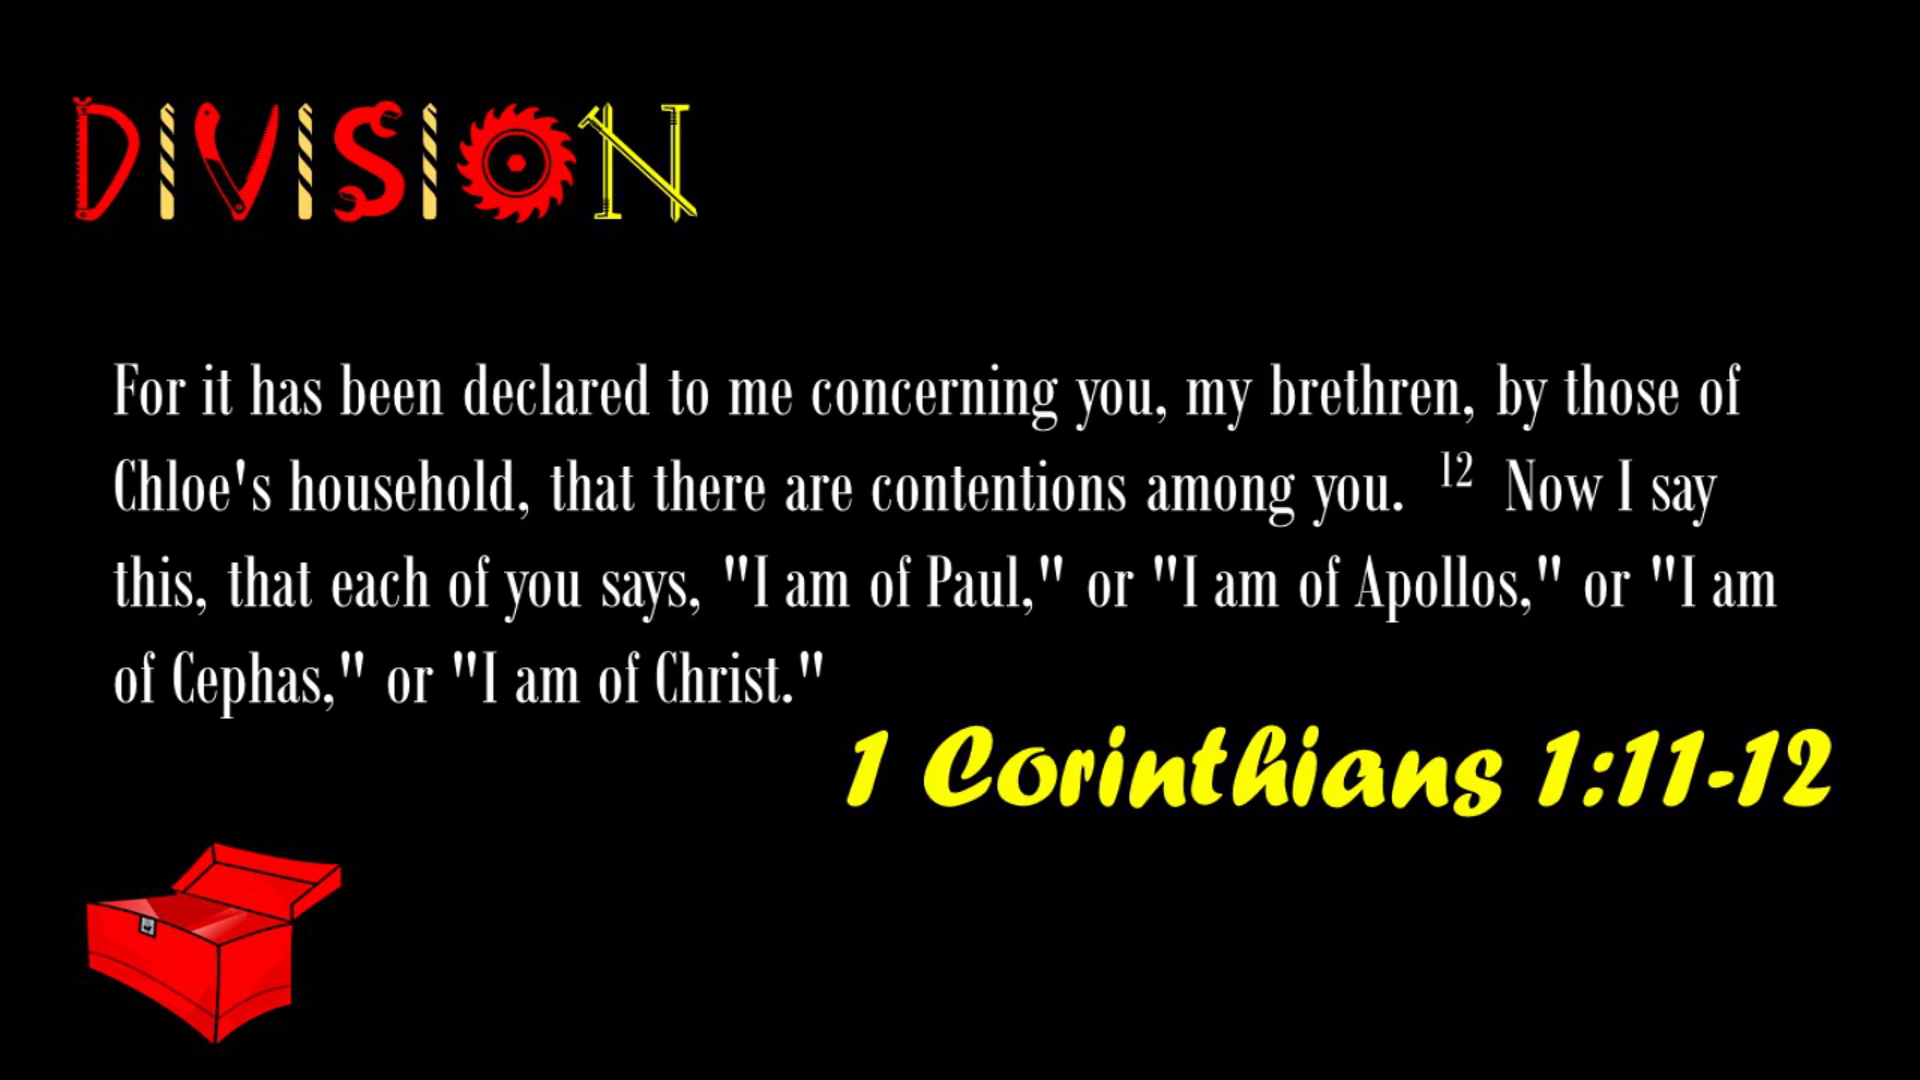 DIVISION
For it has been declared to me concerning you, my brethren, by those of
Chloe's household, that there are contentions among you. 12 Now I say
this, that each of you says, "I am of Paul," or "I am of Apollos," or "I am
of Cephas," or "I am of Christ."
1 Corinthians 1:11-12